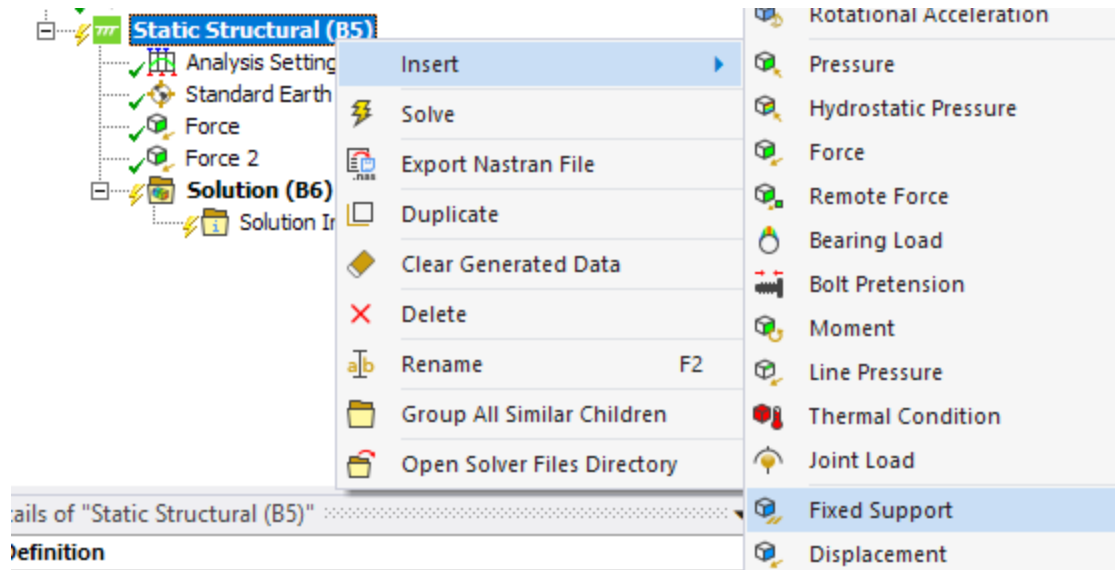 Static Structural (B5)
Analysis Setting
Standard Earth
Force
Force 2
Solution (B6)
Solution Ir
Insert
Solve
Export Nastran File
.nas
Duplicate
Clear Generated Data
Delete
Rename F2
Group All Similar Children
Open Solver Files Directory
Rotational Acceleration
Pressure
Hydrostatic Pressure
Force
Remote Force
Bearing Load
Bolt Pretension
Moment
Line Pressure
Thermal Condition
Joint Load
Fixed Support
Displacement
ails of "Static Structural (B5)"
Definition